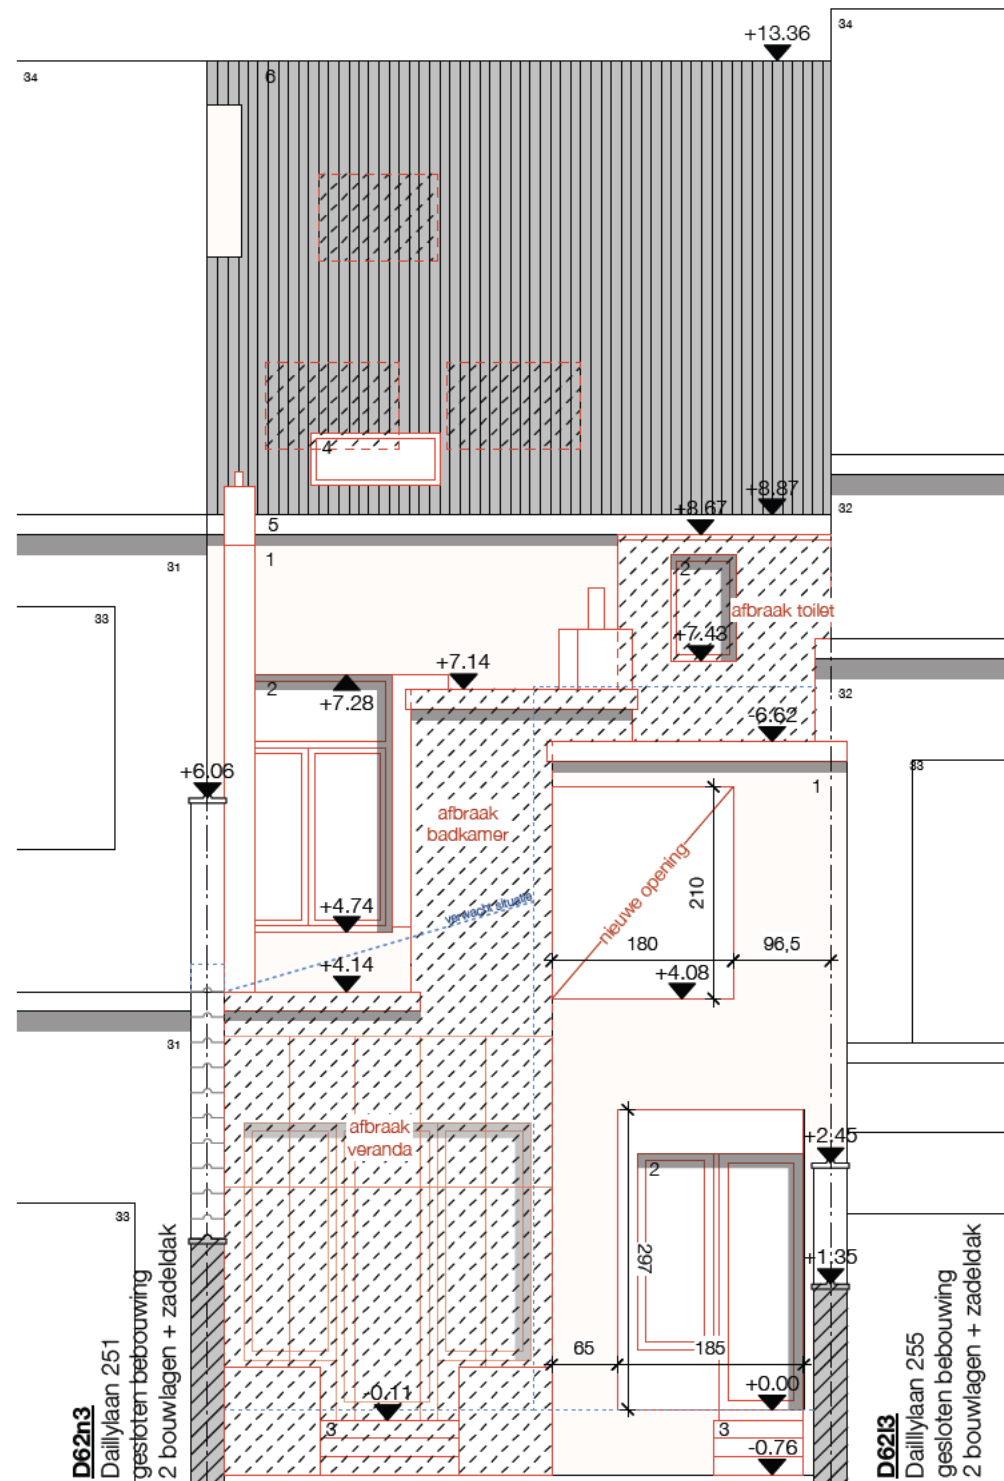 34
+13.36
34
6
4
+8.87
+8.67
32
5
1
31
2
afbraak toilet
33
+7.43
+7.14
2
+7.28
32
-6.62
+6.06
33
1
afbraak
badkamer
nieuwe opening
210
+4.74
verwacht situatie
180
96,5
+4.14
+4.08
31
afbraak
veranda
+2.45
2
33
297
+1.35
65
185
+0.00
-0.11
3
3
-0.76
D62n3
Daillylaan 251
gesloten bebouwing
2 bouwlagen + zadeldak
D62l3
Dailllylaan 255
gesloten bebouwing
2 bouwlagen + zadeldak